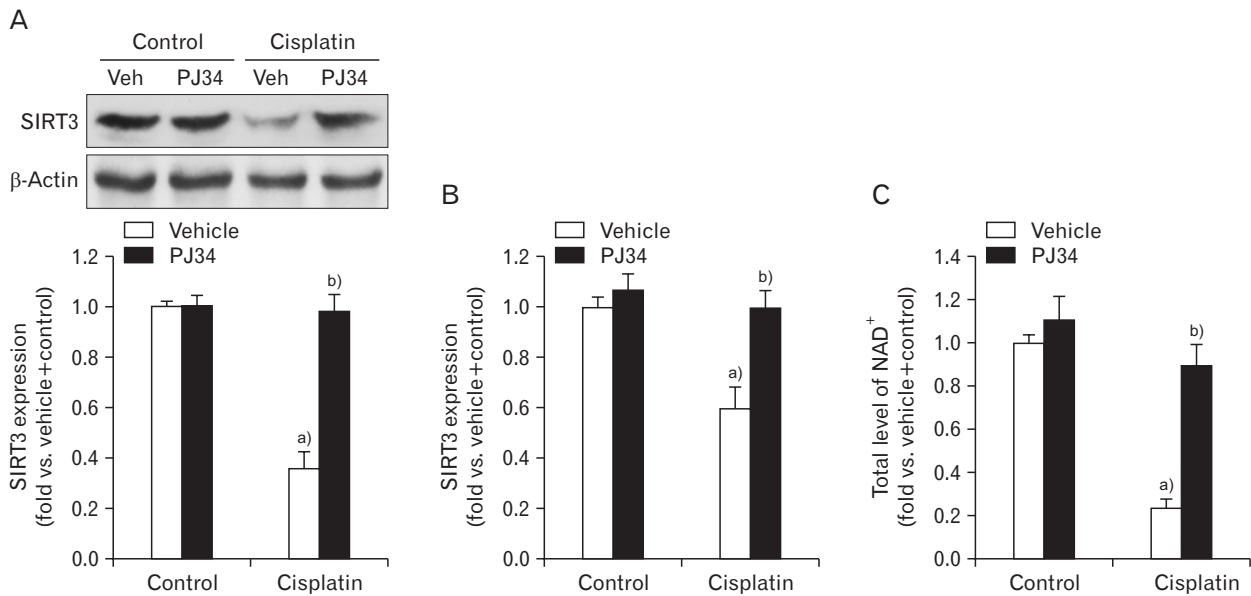 A
Control Cisplatin
Veh PJ34 Veh PJ34
SIRT3
β-Actin
Vehicle
PJ34
SIRT3 expression
(fold vs. vehicle+control)
1.2
1.0
0.8
0.6
0.4
0.2
0.0
b)
a)
Control Cisplatin
B
SIRT3 expression
(fold vs. vehicle+control)
1.2
1.0
0.8
0.6
0.4
0.2
0.0
b)
a)
Control Cisplatin
C
Vehicle
PJ34
Total level of NAD+
(fold vs. vehicle+control)
1.4
1.2
1.0
0.8
0.6
0.4
0.2
0.0
b)
a)
Control Cisplatin